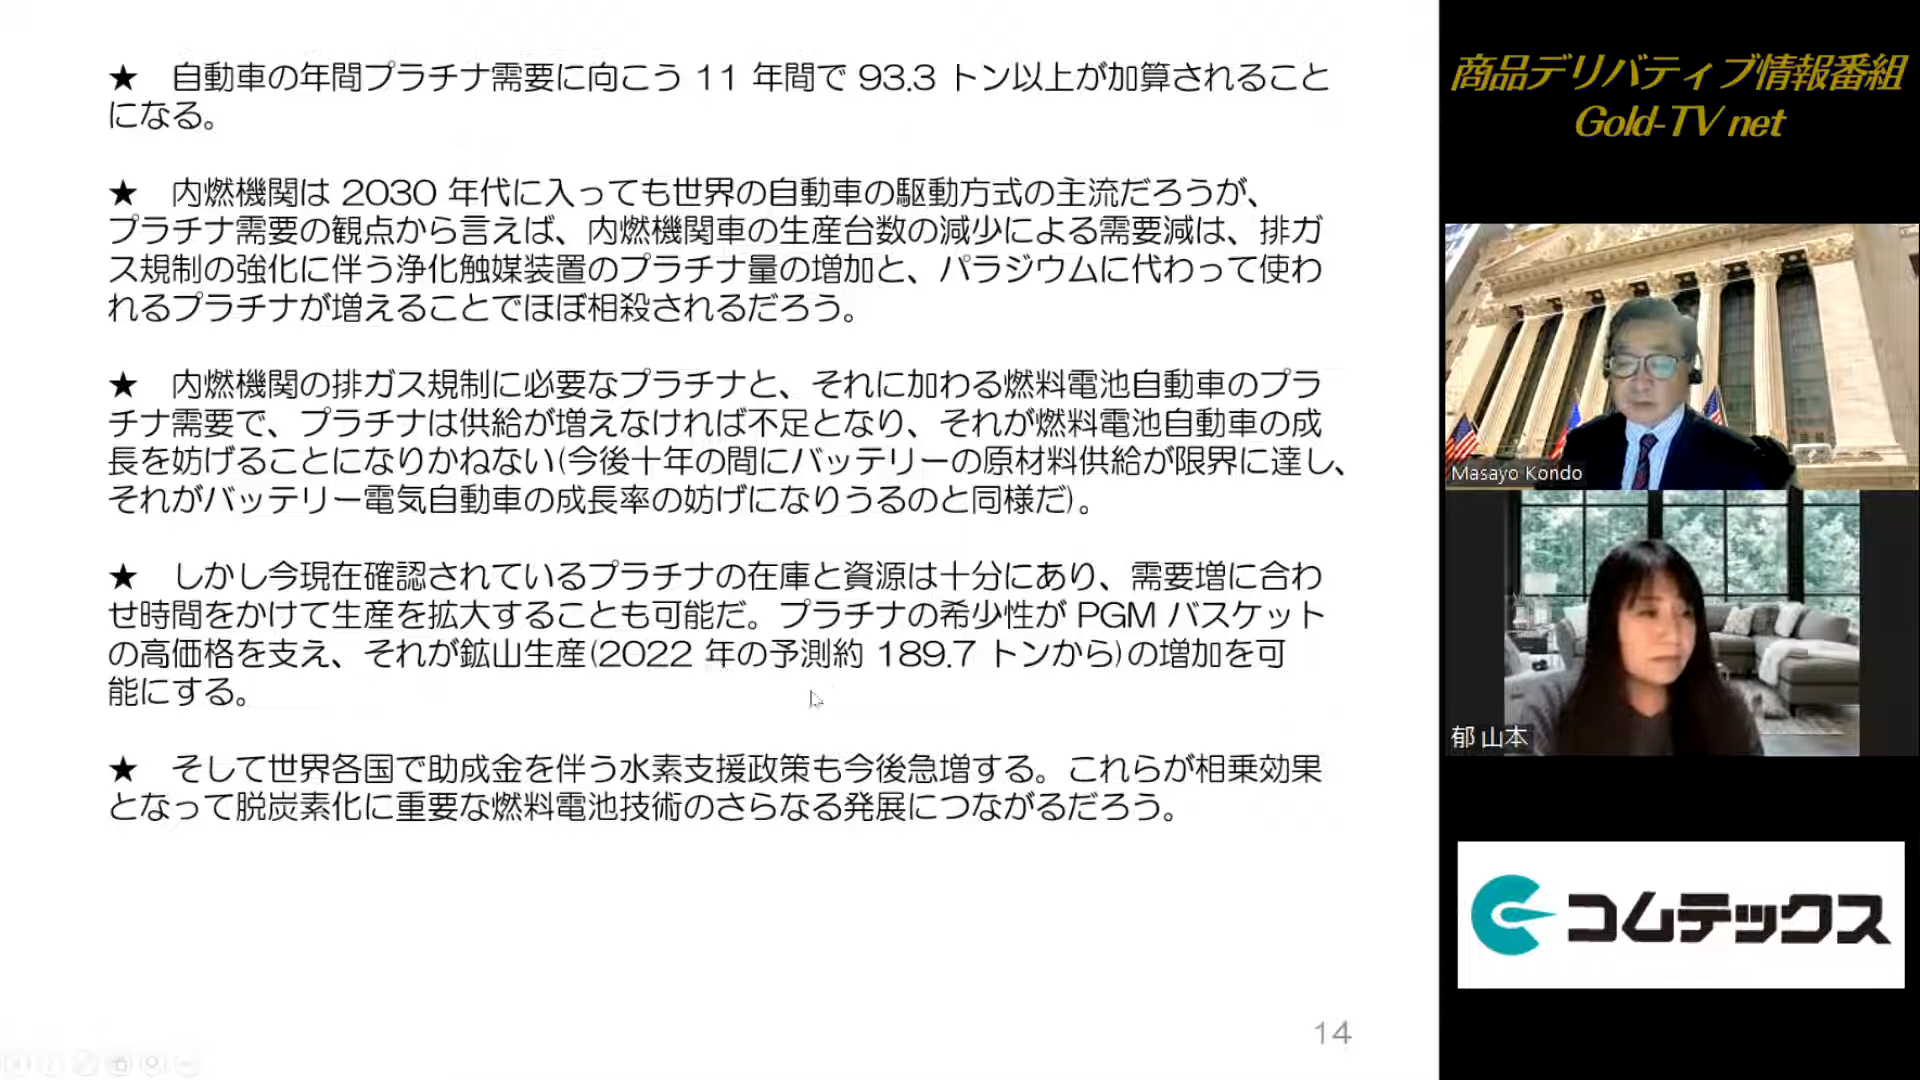 ★ 自動車の年間プラチナ需要に向こう 11 年間で 93.3 トン以上が加算されること
になる。
★ 内燃機関は 2030 年代に入っても世界の自動車の駆動方式の主流だろうが、
プラチナ需要の観点から言えば、内燃機関車の生産台数の減少による需要減は、排ガ
ス規制の強化に伴う浄化触媒装置のプラチナ量の増加と、パラジウムに代わって使わ
れるプラチナが増えることでほぼ相殺されるだろう。
★ 内燃機関の排ガス規制に必要なプラチナと、それに加わる燃料電池自動車のプラ
チナ需要で、プラチナは供給が増えなければ不足となり、それが燃料電池自動車の成
長を妨げることになりかねない(今後十年の間にバッテリーの原材料供給が限界に達し、
それがバッテリー電気自動車の成長率の妨げになりうるのと同様だ)。
★ しかし今現在確認されているプラチナの在庫と資源は十分にあり、需要増に合わ
せ時間をかけて生産を拡大することも可能だ。プラチナの希少性が PGM バスケット
の高価格を支え、それが鉱山生産(2022 年の予測約 189.7 トンから)の増加を可
能にする。
★ そして世界各国で助成金を伴う水素支援政策も今後急増する。これらが相乗効果
となって脱炭素化に重要な燃料電池技術のさらなる発展につながるだろう。
14
商品デリバティブ情報番組
Gold-TV net
Masayo Kondo
郁 山本
コムテックス